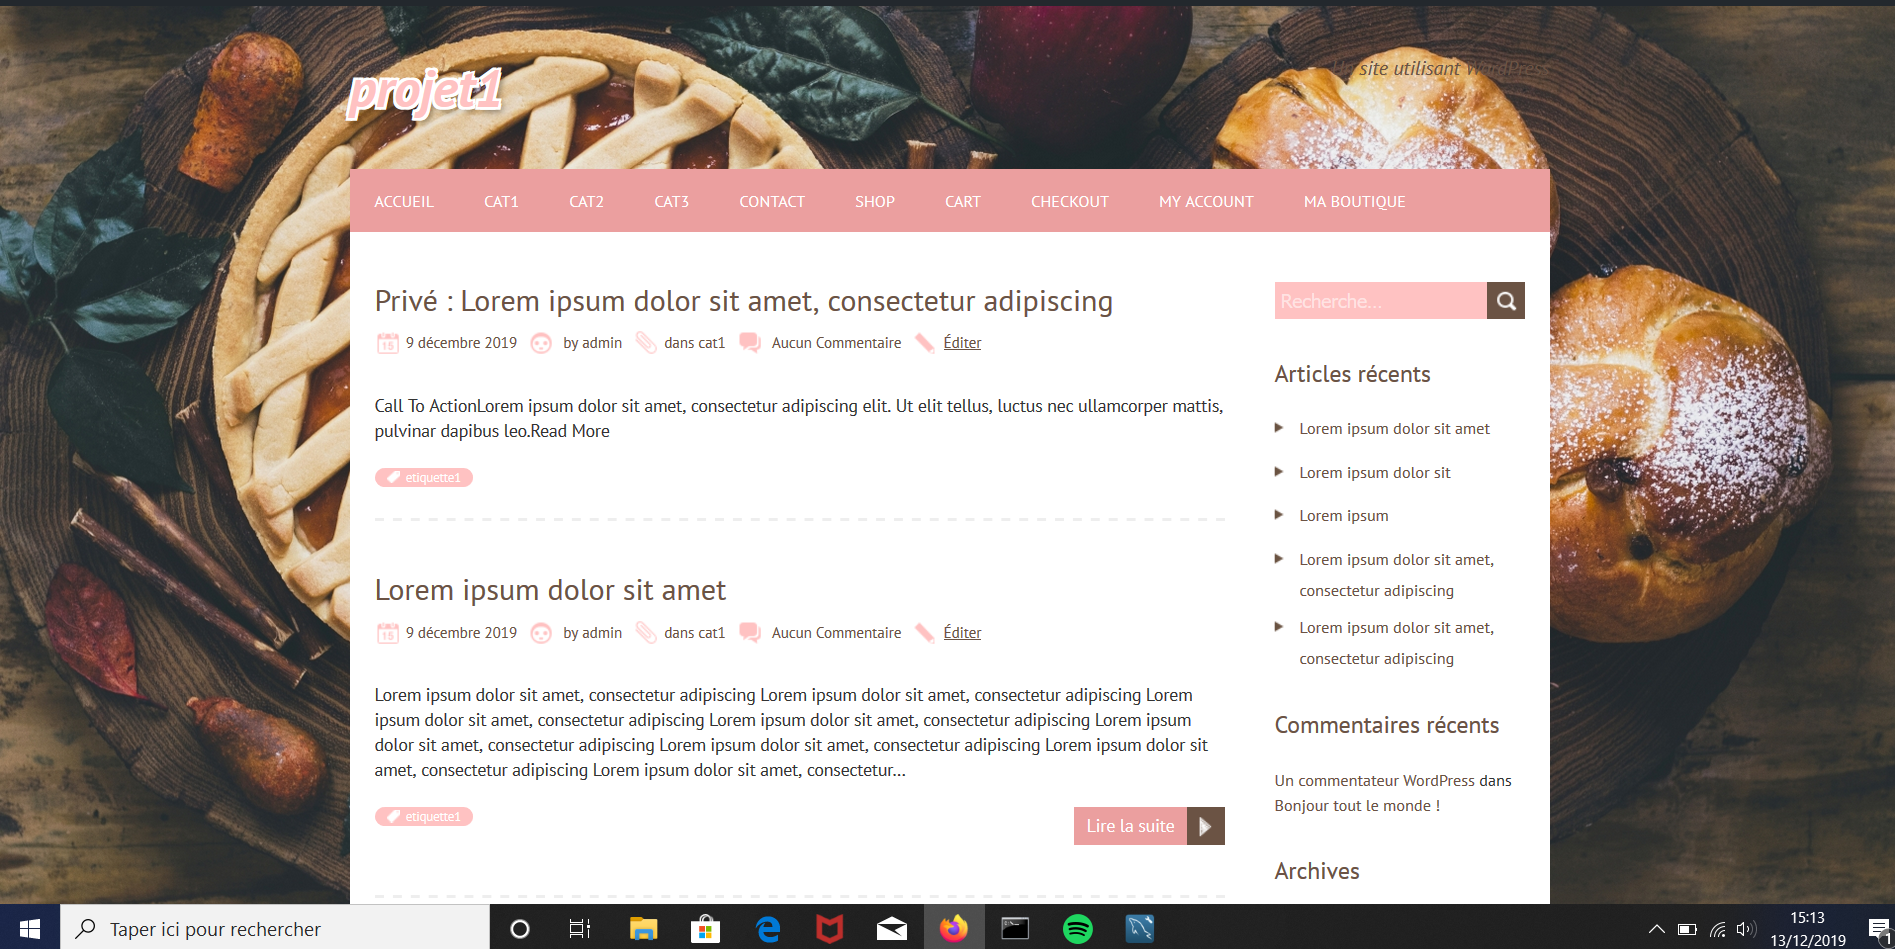 projet1
Un site utilisant WordPress
ACCUEIL CAT1 CAT2 CAT3 CONTACT SHOP CART CHECKOUT MY ACCOUNT MA BOUTIQUE
Privé : Lorem ipsum dolor sit amet, consectetur adipiscing
15 9 décembre 2019 by admin dans cat1 Aucun Commentaire Éditer
Call To ActionLorem ipsum dolor sit amet, consectetur adipiscing elit. Ut elit tellus, luctus nec ullamcorper mattis,
pulvinar dapibus leo.Read More
etiquette1
Lorem ipsum dolor sit amet
15 9 décembre 2019 by admin dans cat1 Aucun Commentaire Éditer
Lorem ipsum dolor sit amet, consectetur adipiscing Lorem ipsum dolor sit amet, consectetur adipiscing Lorem
ipsum dolor sit amet, consectetur adipiscing Lorem ipsum dolor sit amet, consectetur adipiscing Lorem ipsum
dolor sit amet, consectetur adipiscing Lorem ipsum dolor sit amet, consectetur adipiscing Lorem ipsum dolor sit
amet, consectetur adipiscing Lorem ipsum dolor sit amet, consectetur...
etiquette1
Lire la suite
Recherche...
Articles récents
Lorem ipsum dolor sit amet
Lorem ipsum dolor sit
Lorem ipsum
Lorem ipsum dolor sit amet,
consectetur adipiscing
Lorem ipsum dolor sit amet,
consectetur adipiscing
Commentaires récents
Un commentateur WordPress dans
Bonjour tout le monde !
Archives
Taper ici pour rechercher
15:13
13/12/2019
1